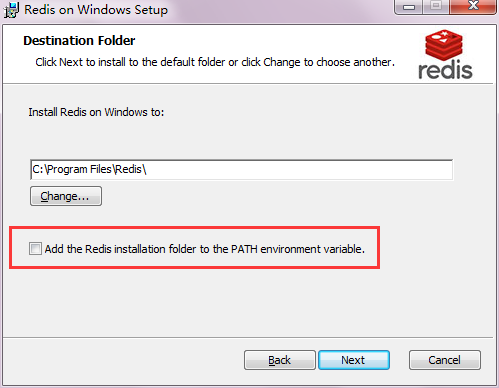 Redis on Windows Setup
Destination Folder
Click Next to install to the default folder or click Change to choose another.
redis
Install Redis on Windows to:
C:\Program Files\Redis\
Change...
Add the Redis installation folder to the PATH environment variable.
Back Next Cancel